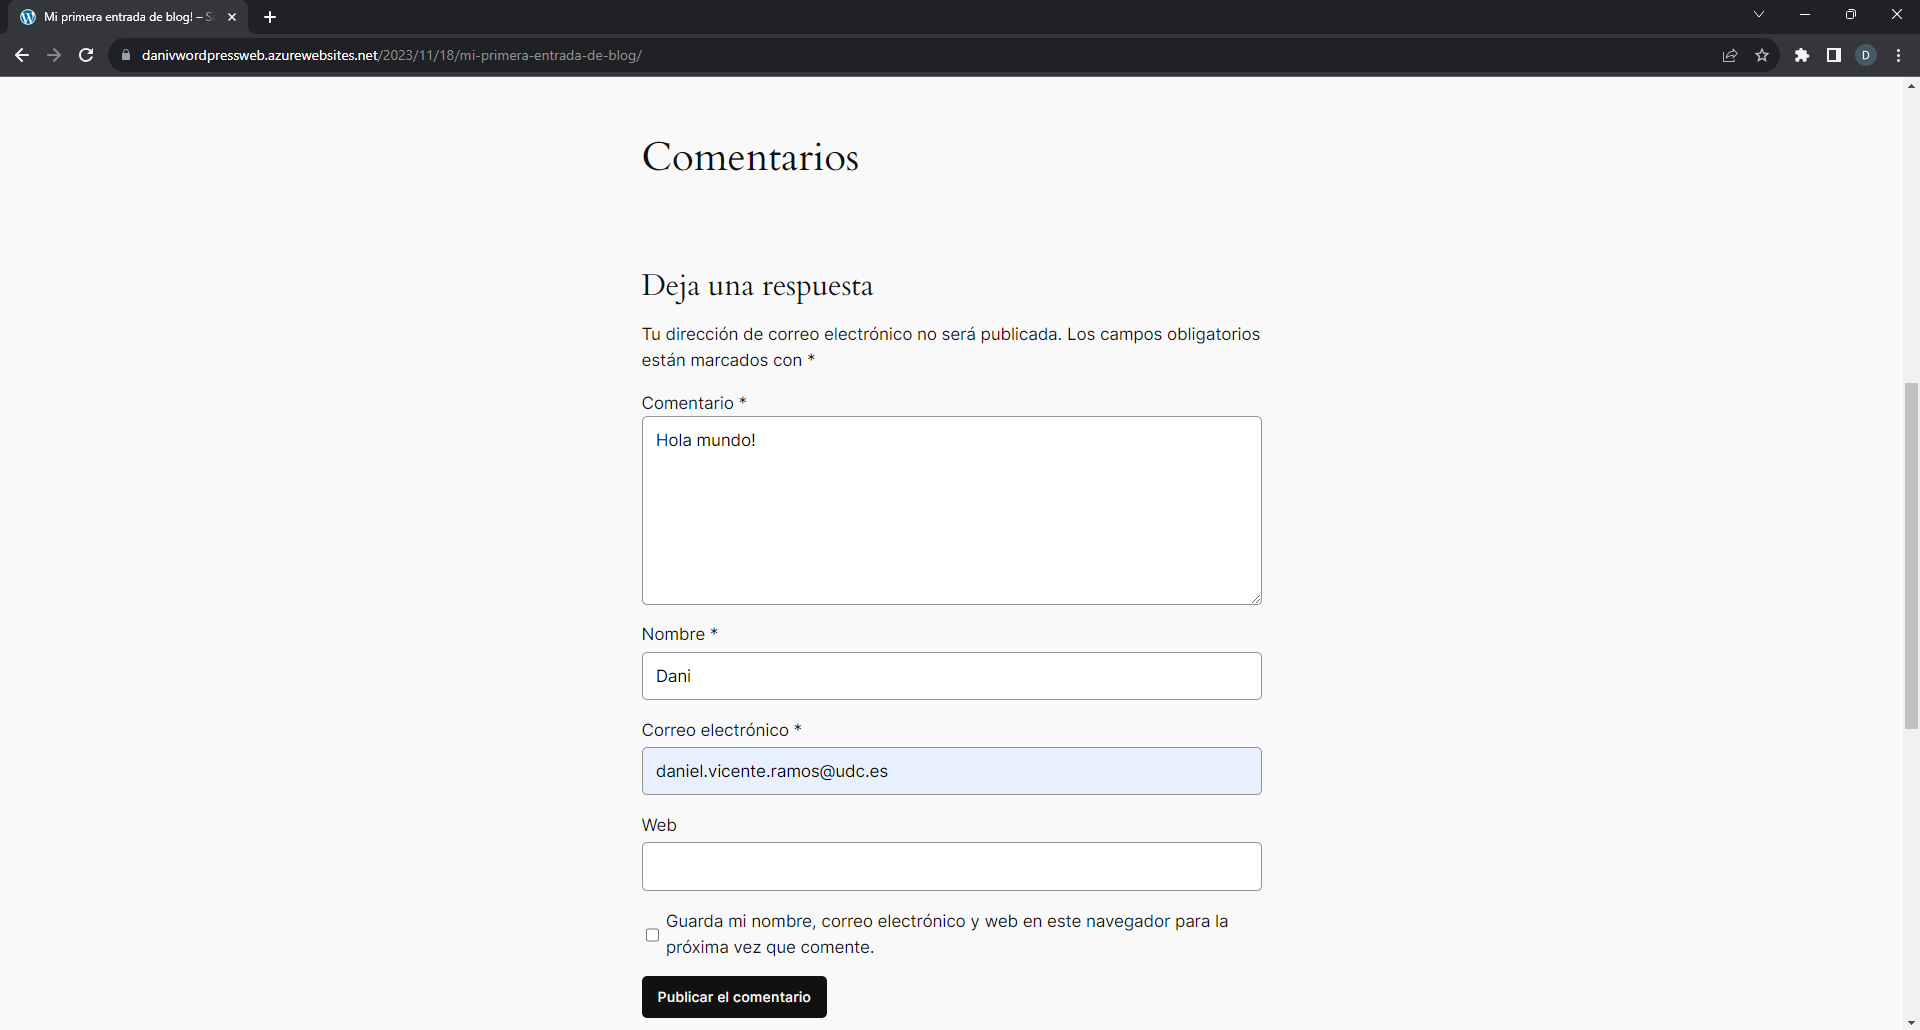 Mi primera entrada de blog! – Si
danivwordpressweb.azurewebsites.net/2023/11/18/mi-primera-entrada-de-blog/
D
Comentarios
Deja una respuesta
Tu dirección de correo electrónico no será publicada. Los campos obligatorios
están marcados con *
Comentario *
Hola mundo!
Nombre *
Dani
Correo electrónico *
daniel.vicente.ramos@udc.es
Web
Guarda mi nombre, correo electrónico y web en este navegador para la
próxima vez que comente.
Publicar el comentario